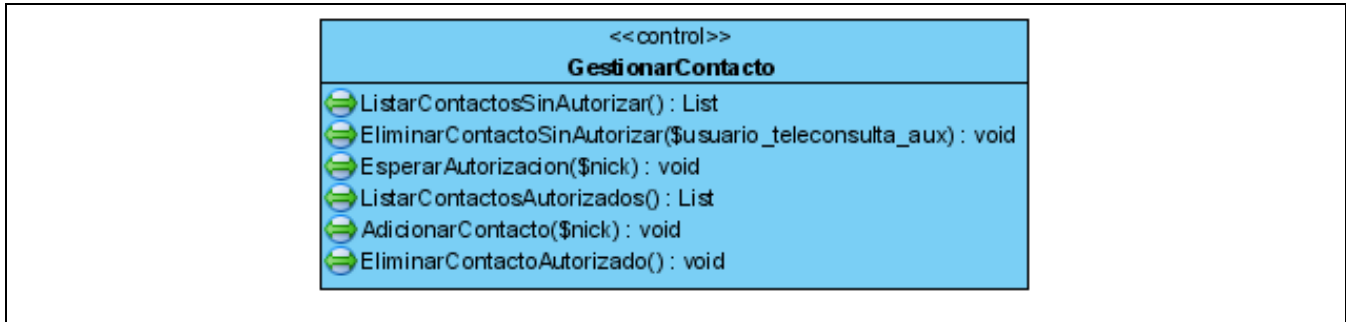 <<control>>
GestionarContacto
ListarContactosSinAutorizar() : List
EliminarContactoSinAutorizar($usuario_teleconsulta_aux) : void
EsperarAutorizacion($nick) : void
ListarContactosAutorizados() : List
AdicionarContacto($nick) : void
EliminarContactoAutorizado() : void